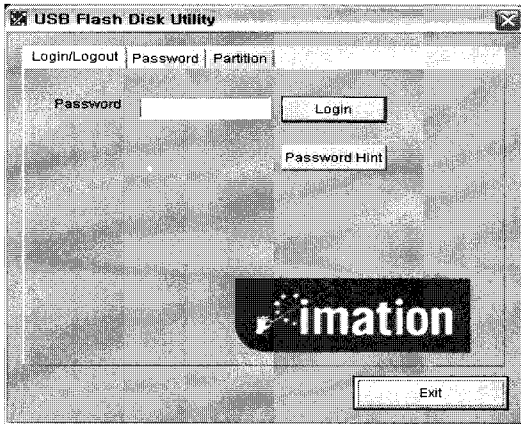 USB Flash Disk Utility
Login/Logout Password Partition
Password Login
Password Hint
imation
Exit